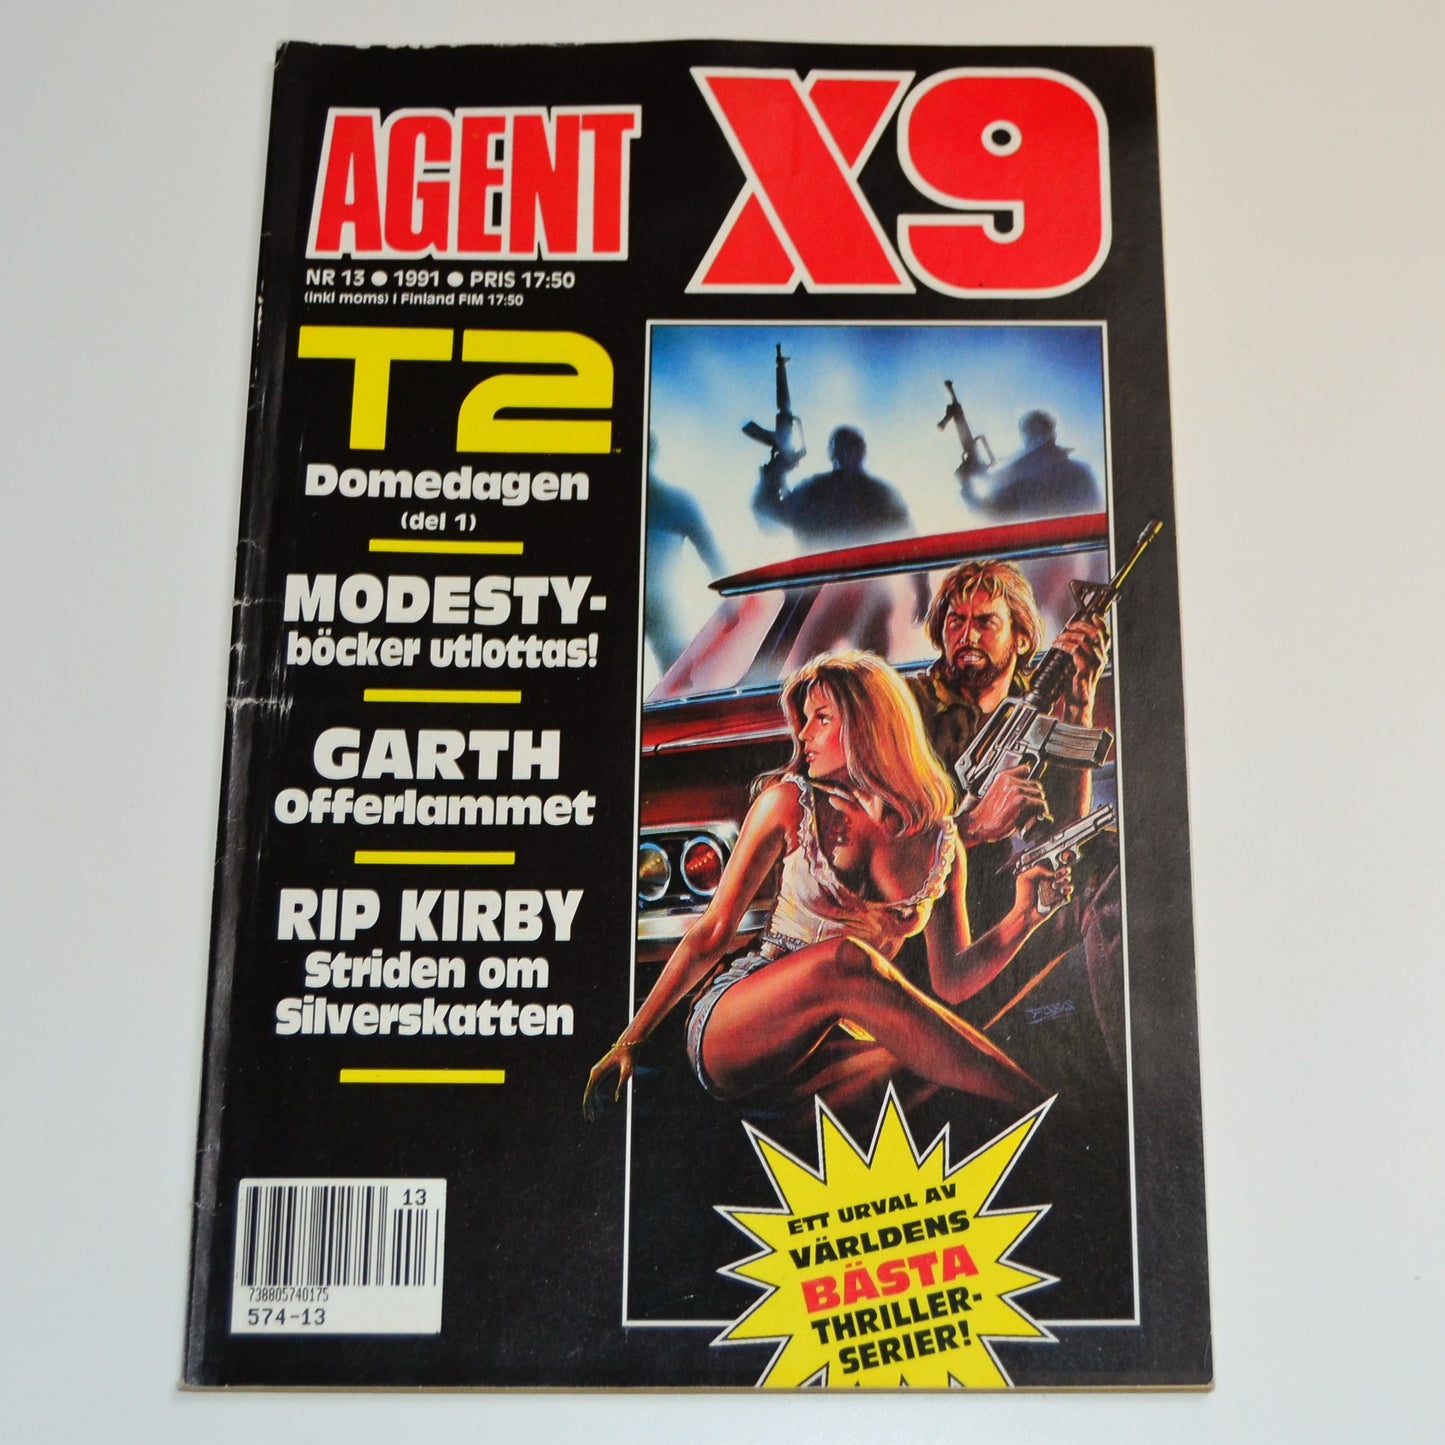 AGENT X9
NR 13 ● 1991 ● PRIS 17:50
(inkl moms) I Finland FIM 17:50
T2
Domedagen
(del 1)
MODESTY-
böcker utlottas!
GARTH
Offerlammet
RIP KIRBY
Striden om
Silverskatten
13
738805740175
574-13
ETT URVAL AV
VÄRLDENS
BÄSTA
THRILLER-
SERIER!